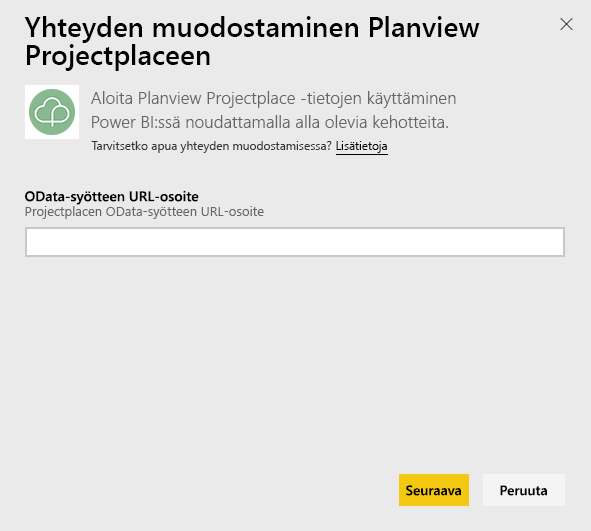 Yhteyden muodostaminen Planview
Projectplaceen
Aloita Planview Projectplace -tietojen käyttäminen
Power BI:ssä noudattamalla alla olevia kehotteita.
Tarvitsetko apua yhteyden muodostamisessa? Lisätietoja
OData-syötteen URL-osoite
Projectplacen OData-syötteen URL-osoite
Seuraava Peruuta